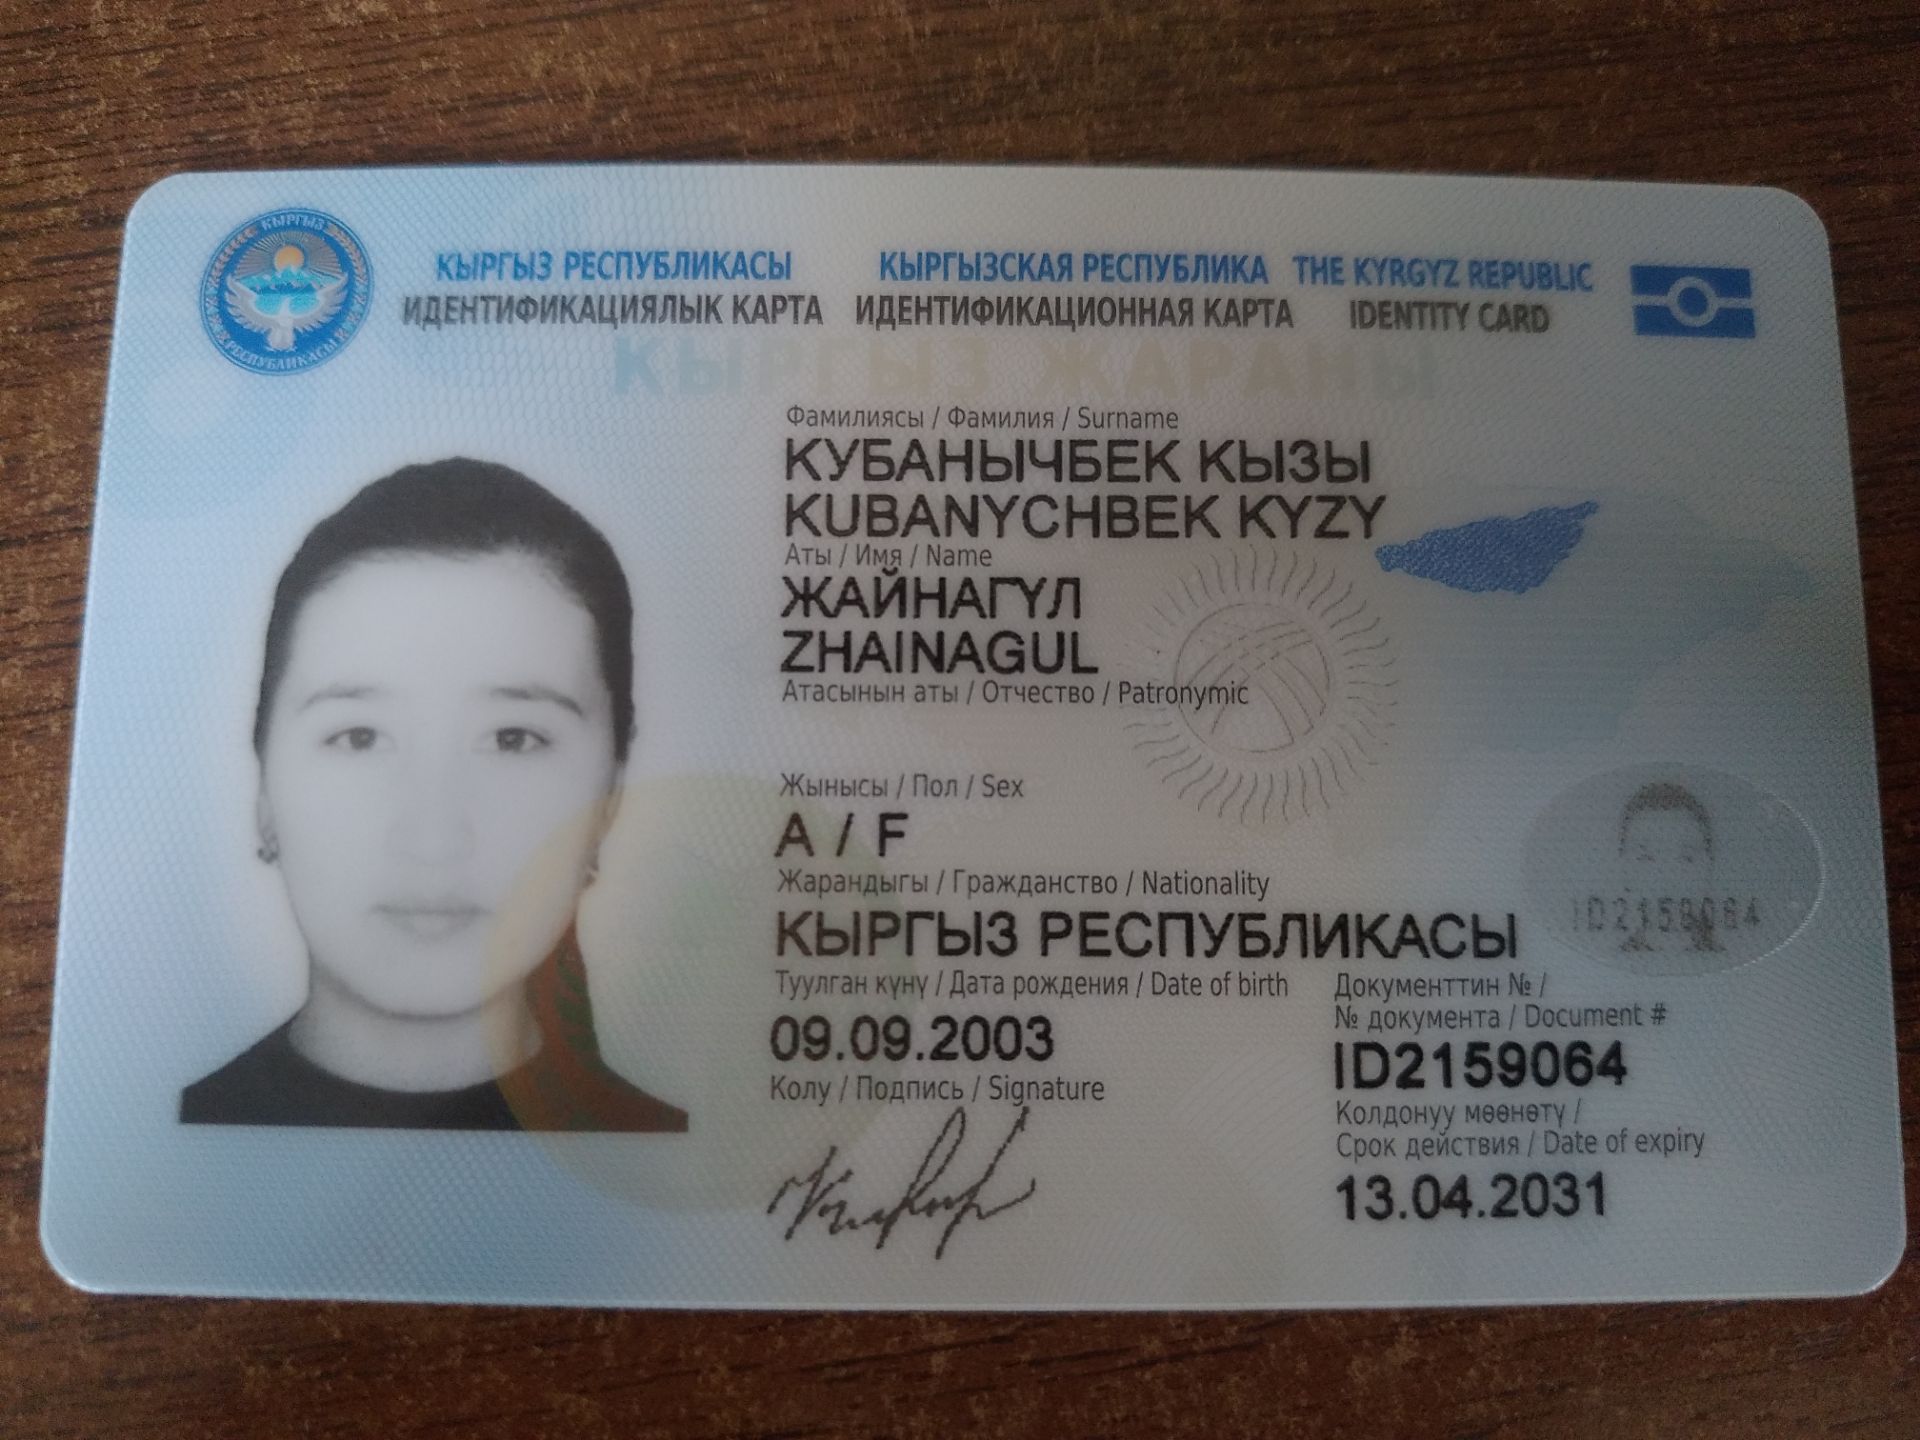 КЫРГЫЗ РЕСПУБЛИКАСЫ
КЫРГЫЗ РЕСПУБЛИКАСЫ КЫРГЫЗСКАЯ РЕСПУБЛИКА THE KYRGYZ REPUBLIC
ИДЕНТИФИКАЦИЯЛЫК КАРТА ИДЕНТИФИКАЦИОННАЯ КАРТА IDENTITY CARD
КЫРГЫЗ ЖАРАНЫ
Фамилиясы / Фамилия / Surname
КУБАНЫЧБЕК КЫЗЫ
KUBANYCHBEK KYZY
Аты / Имя / Name
ЖАЙНАГҮЛ
ZHAINAGUL
Атасынын аты / Отчество / Patronymic
Жынысы / Пол / Sex
А / F
Жарандыгы / Гражданство / Nationality
КЫРГЫЗ РЕСПУБЛИКАСЫ
Туулган күнү / Дата рождения / Date of birth
09.09.2003
Колу / Подпись / Signature
Документтин № /
№ документа / Document #
ID2159064
Колдонуу мөөнөтү /
Срок действия / Date of expiry
13.04.2031